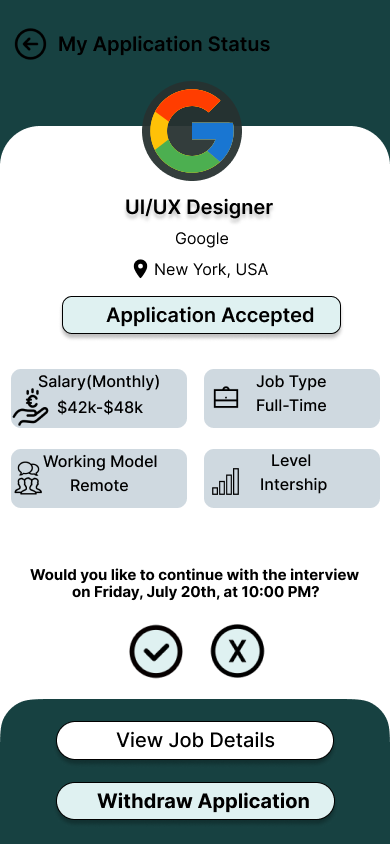 My Application Status
UI/UX Designer
Google
New York, USA
Application Accepted
Salary(Monthly)
$42k-$48k
Job Type
Full-Time
Working Model
Remote
Level
Intership
Would you like to continue with the interview
on Friday, July 20th, at 10:00 PM?
X
View Job Details
Withdraw Application